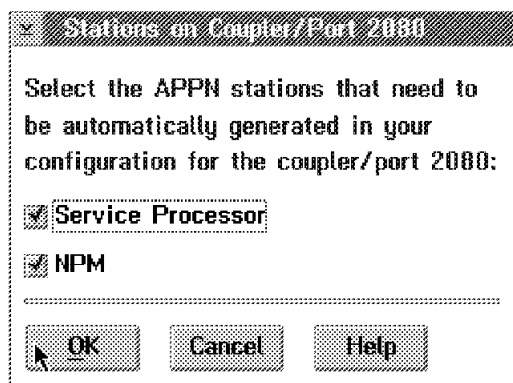 Stations on Coupler/Port 2080
Select the APPN stations that need to
be automatically generated in your
configuration for the coupler/port 2080:
Service Processor
NPM
OK Cancel Help